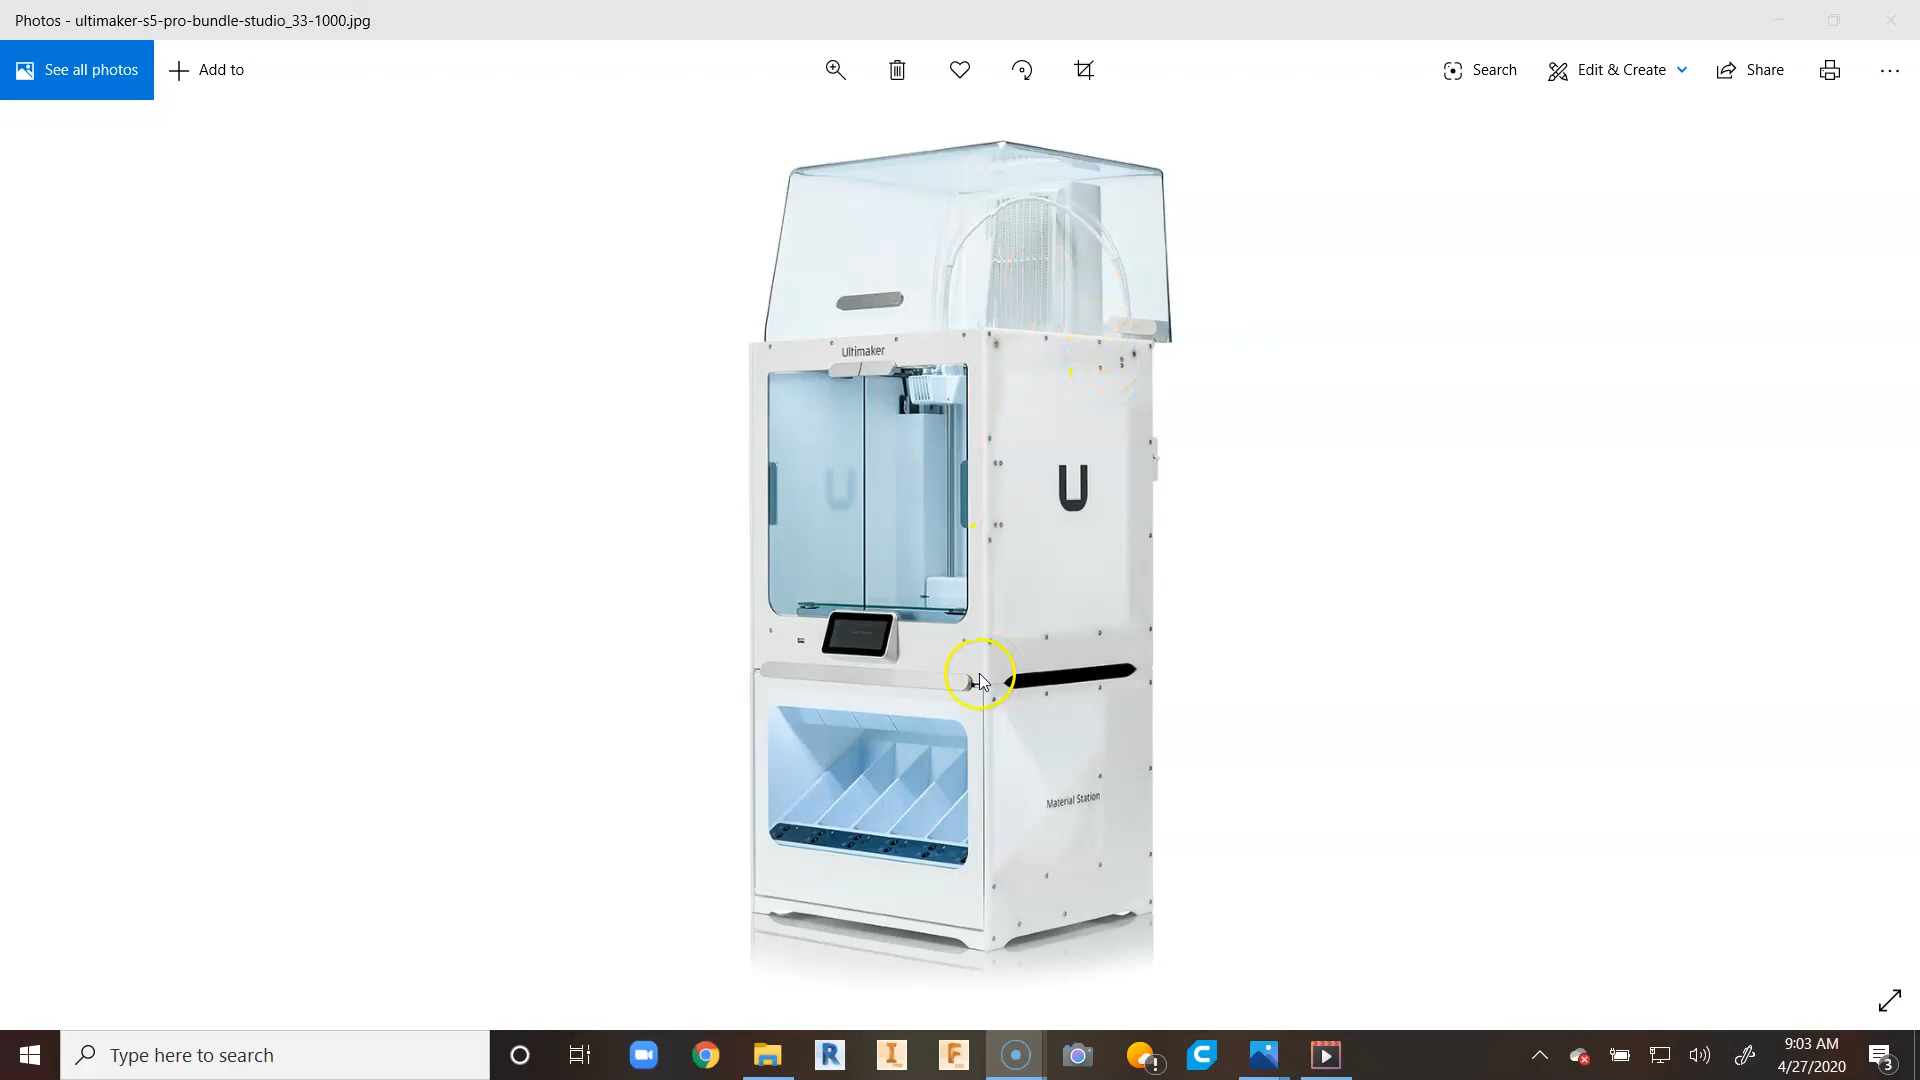 Photos - ultimaker-s5-pro-bundle-studio_33-1000.jpg
See all photos
Add to
Search
Edit & Create
Share
Ultimaker
U
Material Station
Type here to search
R
I
F
C
9:03 AM
4/27/2020
3